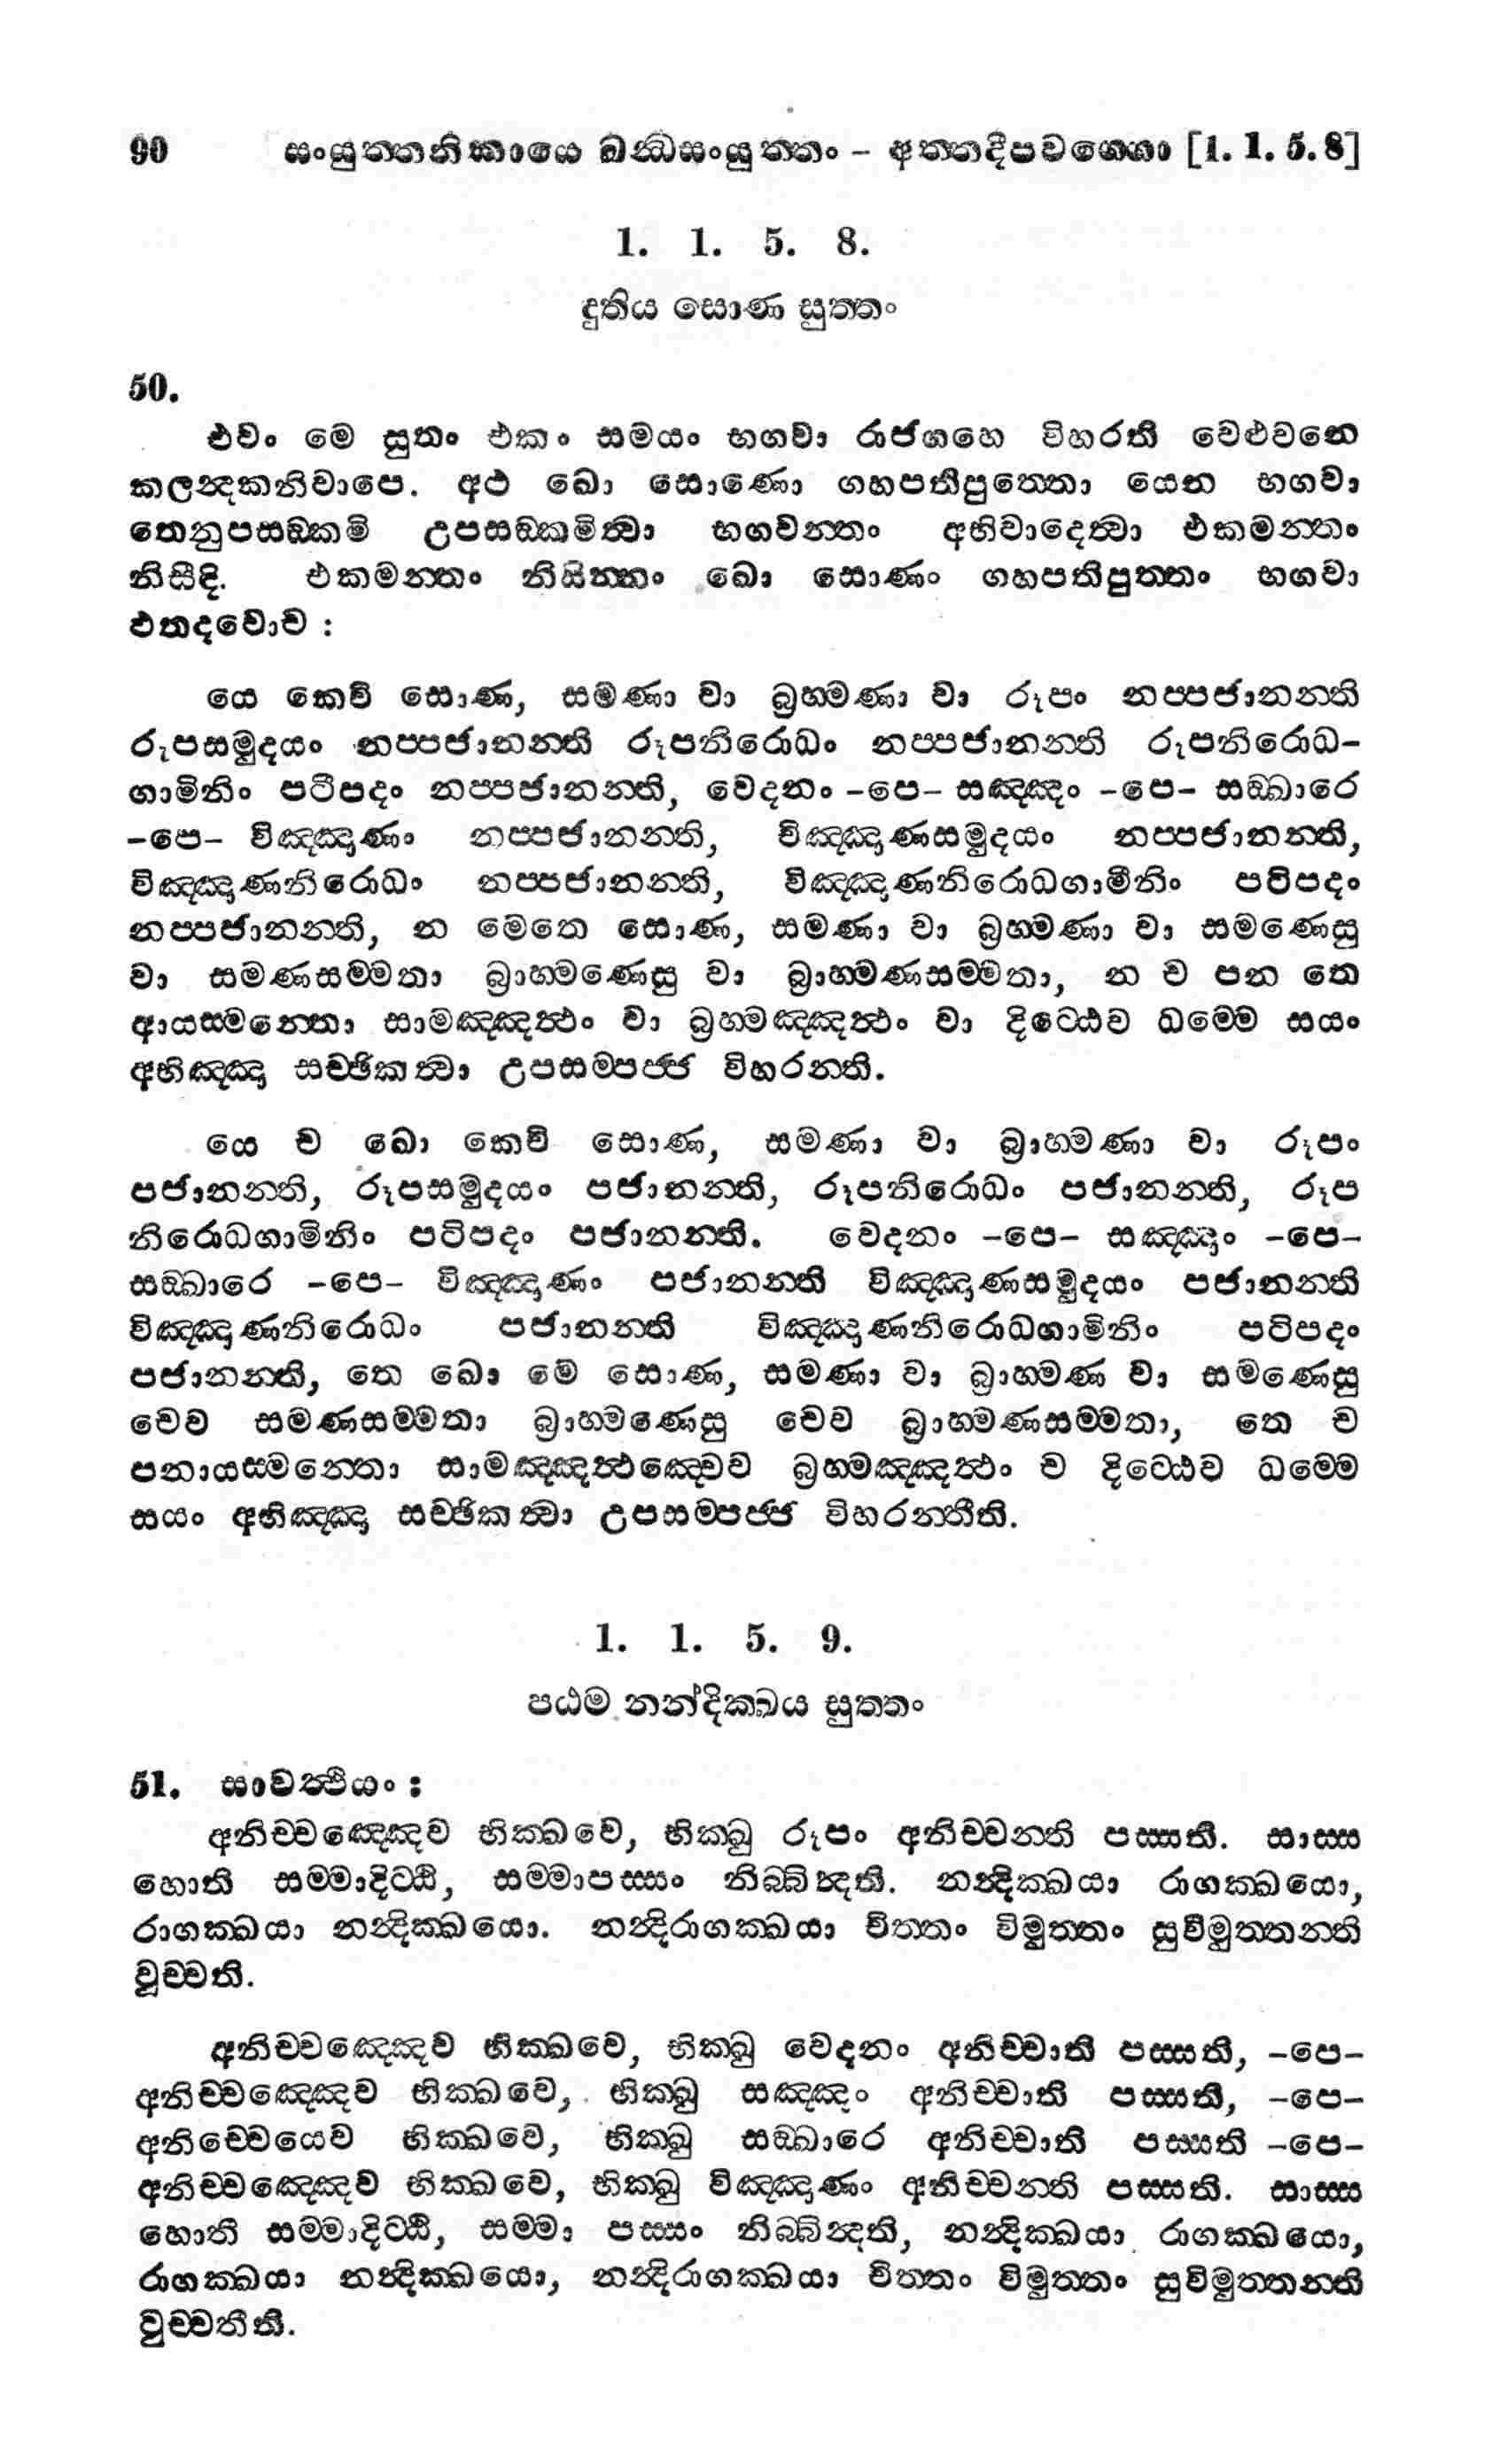 90 සංයුත්තනිකායෙ ඛන්ධසංයුත්තං – අත්තදීපවග්ගො [1. 1. 5. 8]
1. 1. 5. 8.
දුතිය සොණ සුත්තං
50.
එවං මෙ සුතං එකං සමයං භගවා රාජගහෙ විහරති වෙළුවනෙ
කලන්දකනිවාපෙ. අථ ඛො සොණො ගහපතිපුත්තො යෙන භගවා
තෙනුපසඞ්කමි උපසඞ්කමිත්වා භගවන්තං අභිවාදෙත්වා එකමන්තං
නිසීදි. එකමන්තං නිසින්නං ඛො සොණං ගහපතිපුත්තං භගවා
එතදවොච :
යෙ කෙචි සොණ, සමණා වා බ්‍රහ්මණා වා රූපං නප්පජානන්ති
රූපසමුදයං නප්පජානන්ති රූපනිරොධං නප්පජානන්ති රූපනිරොධ-
ගාමිනිං පටිපදං නප්පජානන්ති, වෙදනං -පෙ- සඤ්ඤං -පෙ- සඞ්ඛාරෙ
-පෙ- විඤ්ඤාණං නප්පජානන්ති, විඤ්ඤාණසමුදයං නප්පජානන්ති,
විඤ්ඤාණනිරොධං නප්පජානන්ති, විඤ්ඤාණනිරොධගාමිනිං පටිපදං
නප්පජානන්ති, න මෙතෙ සොණ, සමණා වා බ්‍රහ්මණා වා සමණෙසු
වා සමණසම්මතා බ්‍රාහ්මණෙසු වා බ්‍රාහ්මණසම්මතා, න ච පන තෙ
ආයස්මන්තො සාමඤ්ඤත්ථං වා බ්‍රහ්මඤ්ඤත්ථං වා දිට්ඨෙව ධම්මෙ සයං
අභිඤ්ඤා සච්ඡිකත්වා උපසම්පජ්ජ විහරන්ති.
යෙ ච ඛො කෙචි සොණ, සමණා වා බ්‍රාහ්මණා වා රූපං
පජානන්ති, රූපසමුදයං පජානන්ති, රූපනිරොධං පජානන්ති, රූප
නිරොධගාමිනිං පටිපදං පජානන්ති. වෙදනං -පෙ- සඤ්ඤං -පෙ-
සඞ්ඛාරෙ -පෙ- විඤ්ඤාණං පජානන්ති විඤ්ඤාණසමුදයං පජානන්ති
විඤ්ඤාණනිරොධං පජානන්ති විඤ්ඤාණනිරොධගාමිනිං පටිපදං
පජානන්ති, තෙ ඛො මෙ සොණ, සමණා වා බ්‍රාහ්මණ වා සමණෙසු
චෙව සමණසම්මතා බ්‍රාහ්මණෙසු චෙව බ්‍රාහ්මණසම්මතා, තෙ ච
පනායස්මන්තො සාමඤ්ඤත්ථඤ්චෙව බ්‍රහ්මඤ්ඤත්ථං ච දිට්ඨෙව ධම්මෙ
සයං අභිඤ්ඤා සච්ඡිකත්වා උපසම්පජ්ජ විහරන්තීති.
1. 1. 5. 9.
පඨම නන්දික්ඛය සුත්තං
51. සාවත්ථියං :
අනිච්චඤ්ඤෙව භික්ඛවෙ, භික්ඛු රූපං අනිච්චන්ති පස්සති. සාස්ස
හොති සම්මාදිට්ඨි, සම්මාපස්සං නිබ්බින්දති. නන්දික්ඛයා රාගක්ඛයො,
රාගක්ඛයා නන්දික්ඛයො. නන්දිරාගක්ඛයා චිත්තං විමුත්තං සුවිමුත්තන්ති
වුච්චති.
අනිච්චඤ්ඤෙව භික්ඛවෙ, භික්ඛු වෙදනං අනිච්චාති පස්සති, -පෙ-
අනිච්චඤ්ඤෙව භික්ඛවෙ, භික්ඛු සඤ්ඤං අනිච්චාති පස්සති, -පෙ-
අනිච්චෙයෙව භික්ඛවෙ, භික්ඛු සඞ්ඛාරෙ අනිච්චාති පස්සති -පෙ-
අනිච්චඤ්ඤෙව භික්ඛවෙ, භික්ඛු විඤ්ඤාණං අනිච්චන්ති පස්සති. සාස්ස
හොති සම්මාදිට්ඨි, සම්මා පස්සං නිබ්බින්දති, නන්දික්ඛයා රාගක්ඛයො,
රාගක්ඛයා නන්දික්ඛයො, නන්දිරාගක්ඛයා චිත්තං විමුත්තං සුවිමුත්තන්ති
වුච්චතීති.